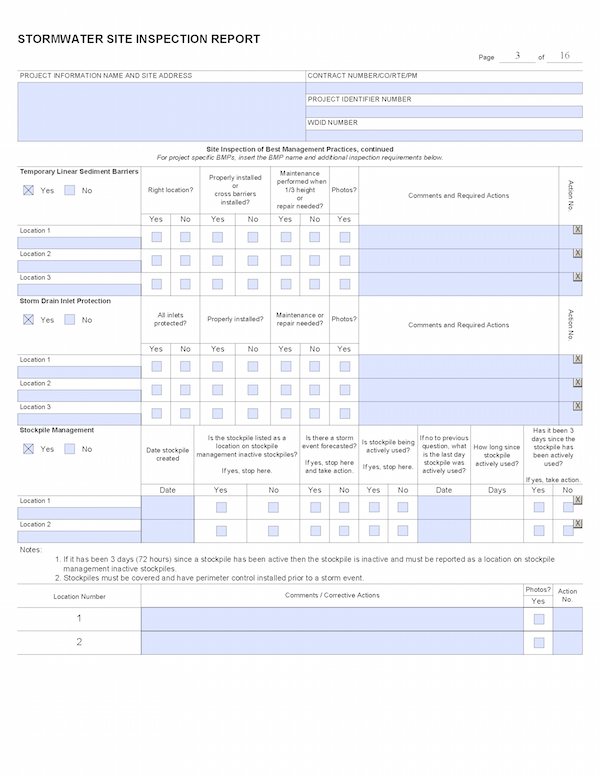 STORMWATER SITE INSPECTION REPORT
Page 3 of 16
PROJECT INFORMATION NAME AND SITE ADDRESS
CONTRACT NUMBER/CO/RTE/PM
PROJECT IDENTIFIER NUMBER
WDID NUMBER
Site Inspection of Best Management Practices, continued
For project specific BMPs, insert the BMP name and additional inspection requirements below.
Temporary Linear Sediment Barriers
Yes No
Right location?
Properly installed
or
cross barriers
installed?
Maintenance
performed when
1/3 height
or
repair needed?
Photos?
Comments and Required Actions
Action No.
Yes No Yes No Yes No Yes
Location 1
X
Location 2
X
Location 3
X
Storm Drain Inlet Protection
Yes No
All inlets
protected?
Properly installed?
Maintenance or
repair needed?
Photos?
Comments and Required Actions
Action No.
Yes No Yes No Yes No Yes
Location 1
X
Location 2
X
Location 3
X
Stockpile Management
Yes No
Date stockpile
created
Is the stockpile listed as a
location on stockpile
management inactive stockpiles?
If yes, stop here.
Is there a storm
event forecasted?
If yes, stop here
and take action.
Is stockpile being
actively used?
If yes, stop here.
If no to previous
question, what
is the last day
stockpile was
actively used?
How long since
stockpile
actively used?
Has it been 3
days since the
stockpile has
been actively
used?
If yes, take action.
Date Yes No Yes No Yes No Date Days Yes No
Location 1
X
Location 2
X
Notes:
1. If it has been 3 days (72 hours) since a stockpile has been active then the stockpile is inactive and must be reported as a location on stockpile
management inactive stockpiles.
2. Stockpiles must be covered and have perimeter control installed prior to a storm event.
Location Number
Comments / Corrective Actions
Photos?
Yes
Action
No.
1
2